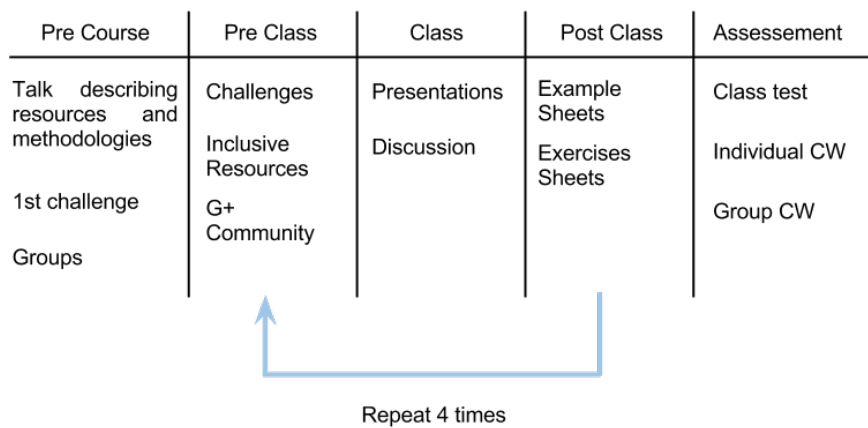 Pre Course
Pre Class
Class
Post Class
Assessement
Talk describing
resources and
methodologies
1st challenge
Groups
Challenges
Inclusive
Resources
G+
Community
Presentations
Discussion
Example
Sheets
Exercises
Sheets
Class test
Individual CW
Group CW
Repeat 4 times